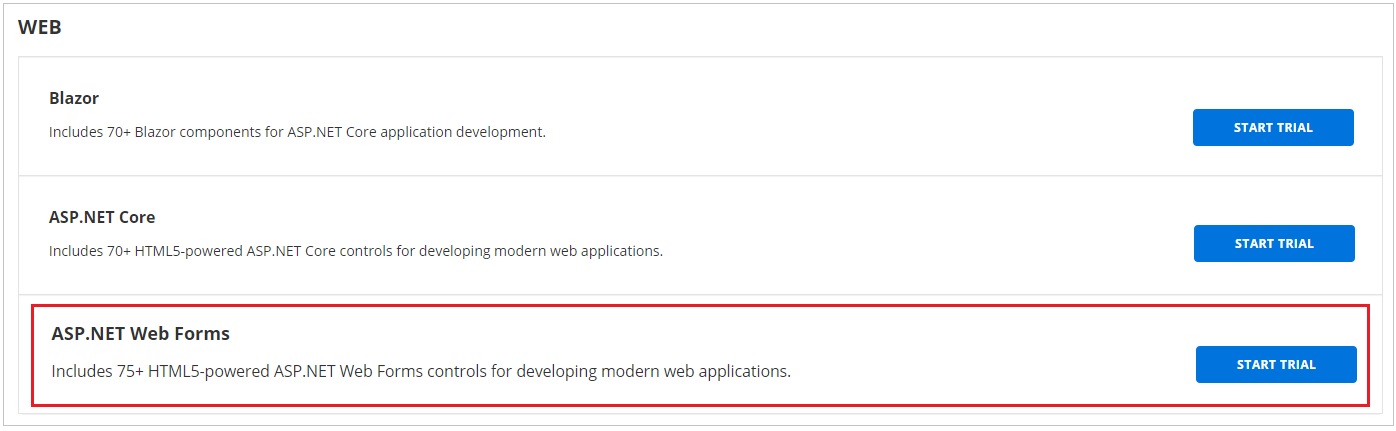 WEB
Blazor
Includes 70+ Blazor components for ASP.NET Core application development.
START TRIAL
ASP.NET Core
Includes 70+ HTML5-powered ASP.NET Core controls for developing modern web applications.
START TRIAL
ASP.NET Web Forms
Includes 75+ HTML5-powered ASP.NET Web Forms controls for developing modern web applications.
START TRIAL